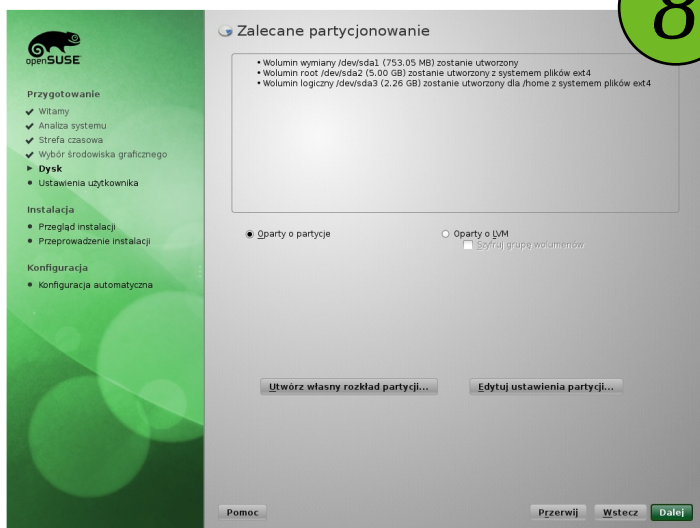 8
openSUSE
Przygotowanie
Witamy
Analiza systemu
Strefa czasowa
Wybór środowiska graficznego
Dysk
Ustawienia użytkownika
Instalacja
Przegląd instalacji
Przeprowadzenie instalacji
Konfiguracja
Konfiguracja automatyczna
Zalecane partycjonowanie
• Wolumin wymiany /dev/sda1 (753.05 MB) zostanie utworzony
• Wolumin root /dev/sda2 (5.00 GB) zostanie utworzony z systemem plików ext4
• Wolumin logiczny /dev/sda3 (2.26 GB) zostanie utworzony dla /home z systemem plików ext4
Oparty o partycje
Oparty o LVM
Szyfruj grupę woluminów
Utwórz własny rozkład partycji...
Edytuj ustawienia partycji...
Pomoc
Przerwij
Wstecz
Dalej